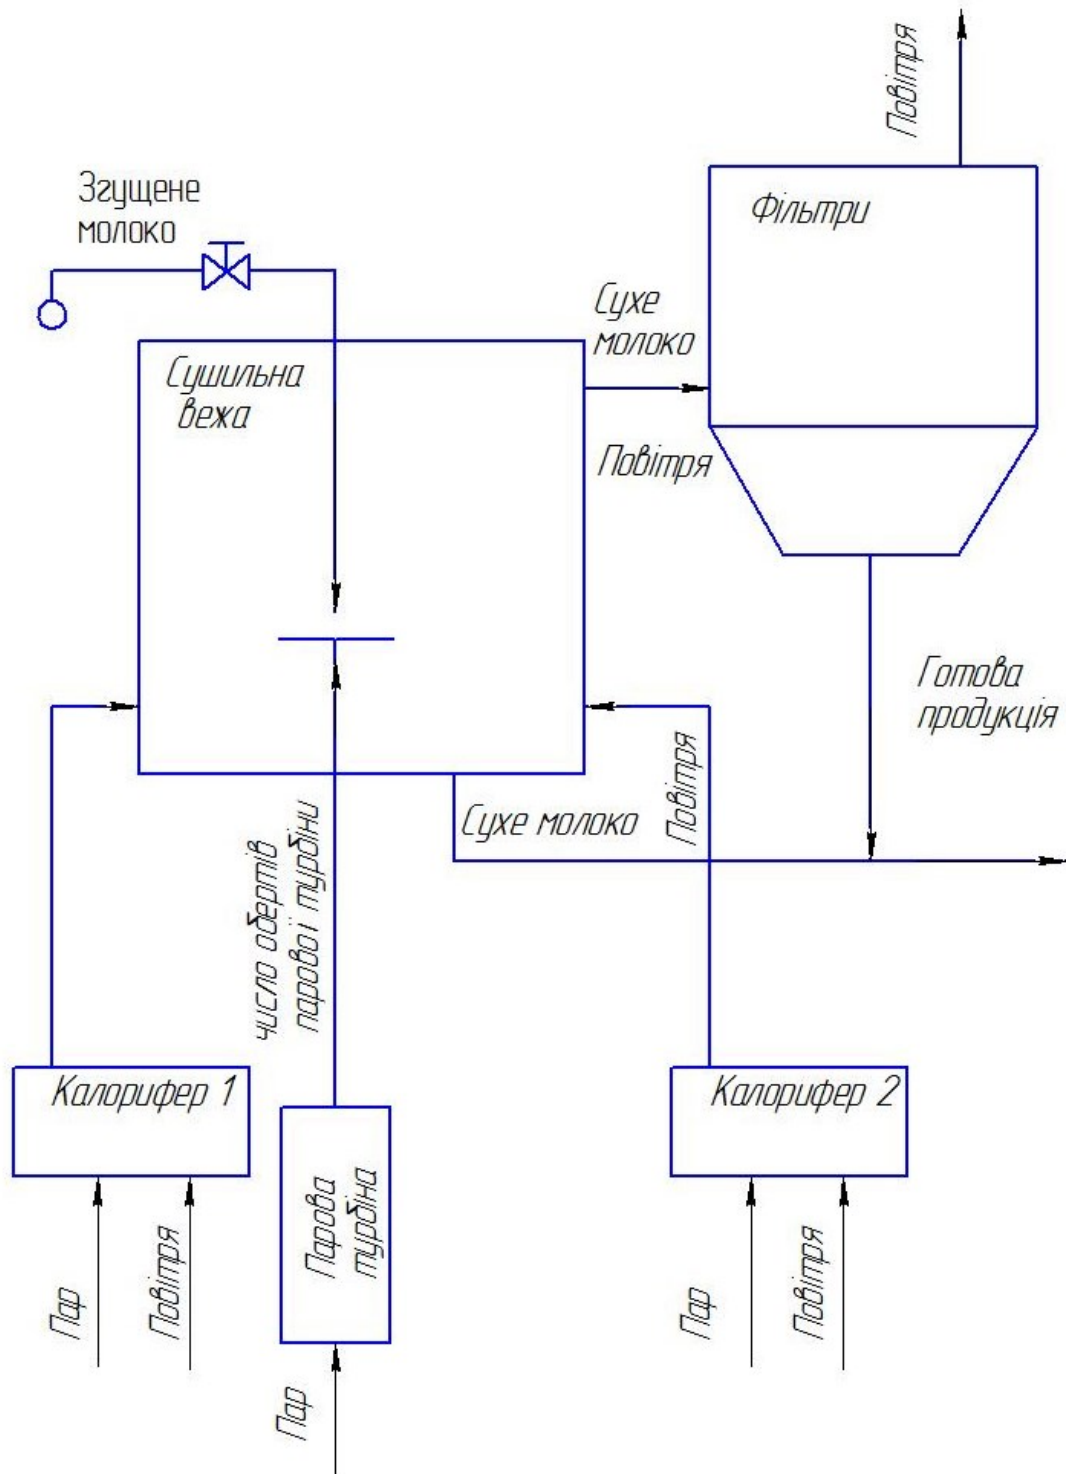 Повітря
Фільтри
Згущене
молоко
Сухе
молоко
Сушильна
вежа
Повітря
Готова
продукція
Сухе молоко
Повітря
число обертів
парової турбіни
Калорифер 1
Калорифер 2
Парова
турбіна
Пар
Повітря
Пар
Пар
Повітря